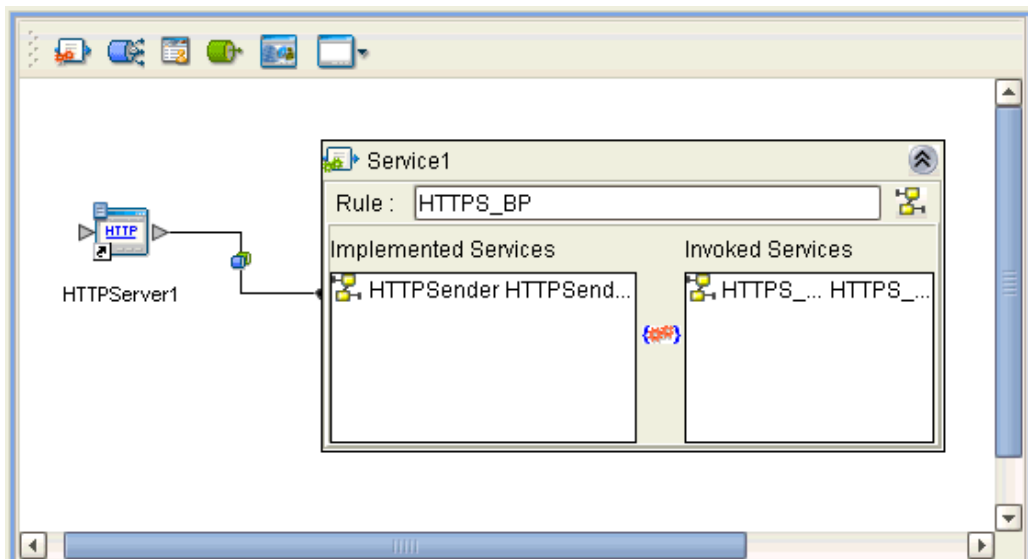 Service1
Rule : HTTPS_BP
Implemented Services
HTTPSender HTTPSend...
Invoked Services
HTTPS_... HTTPS_...
HTTP
HTTPServer1